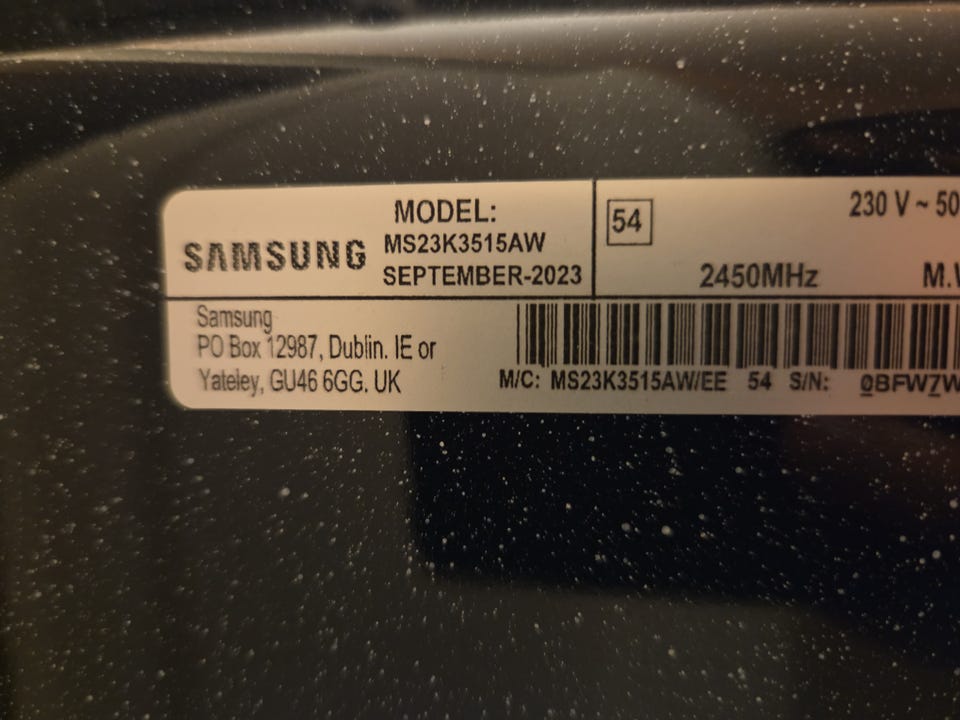 MODEL:
SAMSUNG MS23K3515AW
SEPTEMBER-2023
54
230 V ~ 50
2450MHz
M.W
Samsung
PO Box 12987, Dublin. IE or
Yateley, GU46 6GG. UK
M/C: MS23K3515AW/EE 54 S/N: 0BFW7W